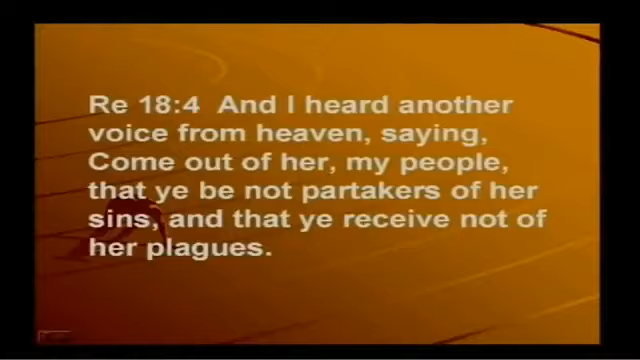 Re 18:4 And I heard another
voice from heaven, saying,
Come out of her, my people,
that ye be not partakers of her
sins, and that ye receive not of
her plagues.